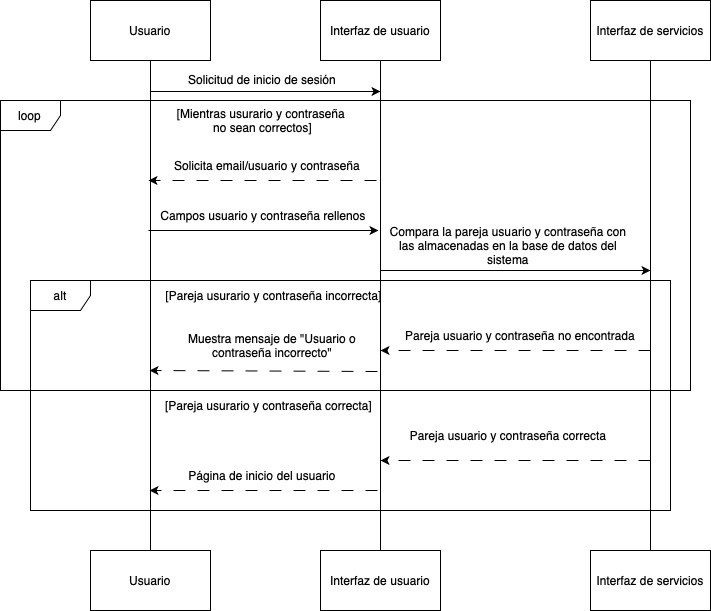 Usuario
Interfaz de usuario
Interfaz de servicios
Solicitud de inicio de sesión
loop
[Mientras usurario y contraseña
no sean correctos]
Solicita email/usuario y contraseña
Campos usuario y contraseña rellenos
Compara la pareja usuario y contraseña con
las almacenadas en la base de datos del
sistema
alt
[Pareja usurario y contraseña incorrecta]
Pareja usuario y contraseña no encontrada
Muestra mensaje de "Usuario o
contraseña incorrecto"
[Pareja usurario y contraseña correcta]
Pareja usuario y contraseña correcta
Página de inicio del usuario
Usuario
Interfaz de usuario
Interfaz de servicios